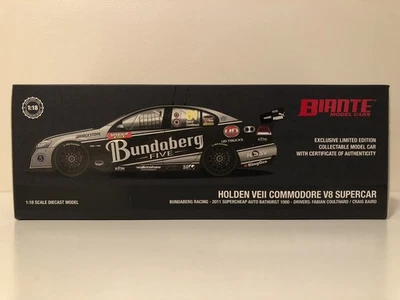 1:18
BIANTE
MODEL CARS
EXCLUSIVE LIMITED EDITION
COLLECTABLE MODEL CAR
WITH CERTIFICATE OF AUTHENTICITY
BRIDGESTONE
Bundaberg
FIVE
HOLDEN VEII COMMODORE V8 SUPERCAR
BUNDABERG RACING - 2011 SUPERCHEAP AUTO BATHURST 1000 - DRIVERS: FABIAN COULTHARD / CRAIG BAIRD
1:18 SCALE DIECAST MODEL